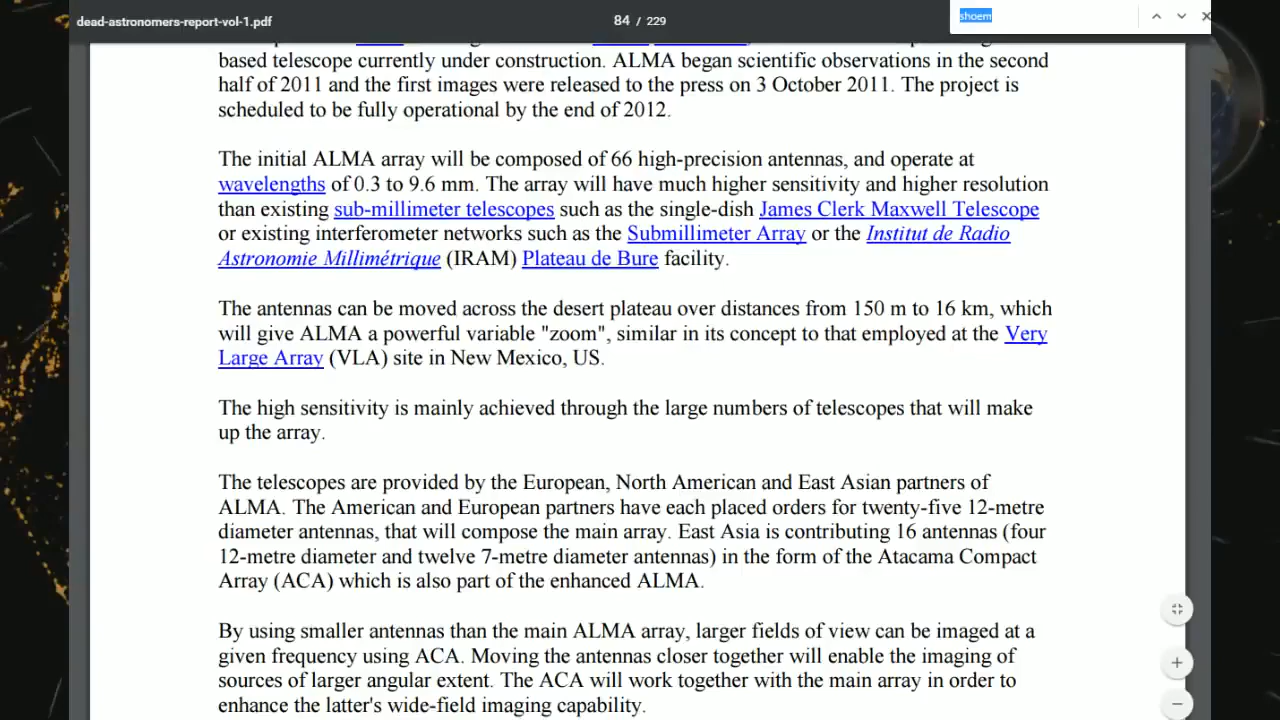 dead-astronomers-report-vol-1.pdf
84 / 229
shoem
based telescope currently under construction. ALMA began scientific observations in the second
half of 2011 and the first images were released to the press on 3 October 2011. The project is
scheduled to be fully operational by the end of 2012.
The initial ALMA array will be composed of 66 high-precision antennas, and operate at
wavelengths of 0.3 to 9.6 mm. The array will have much higher sensitivity and higher resolution
than existing sub-millimeter telescopes such as the single-dish James Clerk Maxwell Telescope
or existing interferometer networks such as the Submillimeter Array or the Institut de Radio
Astronomie Millimétrique (IRAM) Plateau de Bure facility.
The antennas can be moved across the desert plateau over distances from 150 m to 16 km, which
will give ALMA a powerful variable "zoom", similar in its concept to that employed at the Very
Large Array (VLA) site in New Mexico, US.
The high sensitivity is mainly achieved through the large numbers of telescopes that will make
up the array.
The telescopes are provided by the European, North American and East Asian partners of
ALMA. The American and European partners have each placed orders for twenty-five 12-metre
diameter antennas, that will compose the main array. East Asia is contributing 16 antennas (four
12-metre diameter and twelve 7-metre diameter antennas) in the form of the Atacama Compact
Array (ACA) which is also part of the enhanced ALMA.
By using smaller antennas than the main ALMA array, larger fields of view can be imaged at a
given frequency using ACA. Moving the antennas closer together will enable the imaging of
sources of larger angular extent. The ACA will work together with the main array in order to
enhance the latter's wide-field imaging capability.